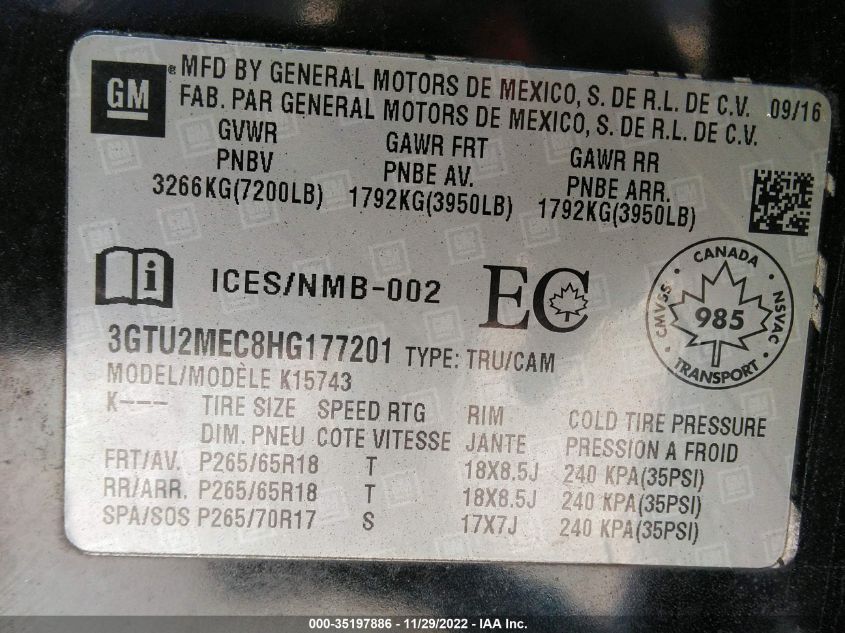 GM
® MFD BY GENERAL MOTORS DE MEXICO, S. DE R.L. DE C.V. 09/16
FAB. PAR GENERAL MOTORS DE MEXICO, S. DE R.L. DE C.V.
GVWR GAWR FRT GAWR RR
PNBV PNBE AV. PNBE ARR.
3266KG(7200LB) 1792KG(3950LB) 1792KG(3950LB)
i ICES/NMB-002 EC
CANADA
CMVSS 985 NSVAC
TRANSPORT
3GTU2MEC8HG177201 TYPE: TRU/CAM
MODEL/MODÈLE K15743
K--- TIRE SIZE SPEED RTG RIM COLD TIRE PRESSURE
DIM. PNEU COTE VITESSE JANTE PRESSION A FROID
FRT/AV. P265/65R18 T 18X8.5J 240 KPA(35PSI)
RR/ARR. P265/65R18 T 18X8.5J 240 KPA(35PSI)
SPA/SOS P265/70R17 S 17X7J 240 KPA(35PSI)
000-35197886 - 11/29/2022 - IAA Inc.